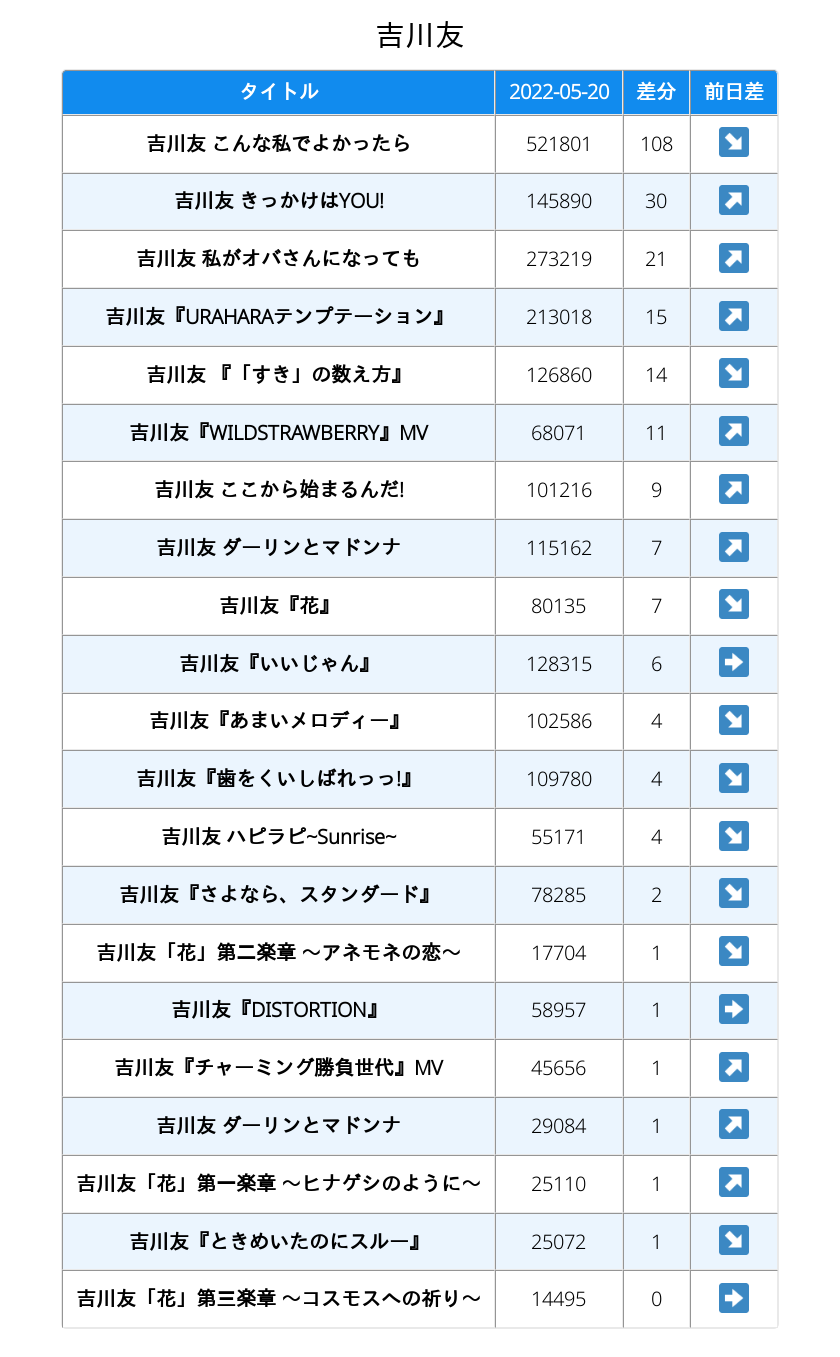 吉川友
タイトル 2022-05-20 差分 前日差
吉川友 こんな私でよかったら 521801 108 ↘
吉川友 きっかけはYOU! 145890 30 ↗
吉川友 私がオバさんになっても 273219 21 ↗
吉川友『URAHARAテンプテーション』 213018 15 ↗
吉川友 『「すき」の数え方』 126860 14 ↘
吉川友『WILDSTRAWBERRY』MV 68071 11 ↗
吉川友 ここから始まるんだ! 101216 9 ↗
吉川友 ダーリンとマドンナ 115162 7 ↗
吉川友『花』 80135 7 ↘
吉川友『いいじゃん』 128315 6 ➡
吉川友『あまいメロディー』 102586 4 ↘
吉川友『歯をくいしばれっっ!』 109780 4 ↘
吉川友 ハピラピ~Sunrise~ 55171 4 ↘
吉川友『さよなら、スタンダード』 78285 2 ↘
吉川友「花」第二楽章 〜アネモネの恋〜 17704 1 ↘
吉川友『DISTORTION』 58957 1 ➡
吉川友『チャーミング勝負世代』MV 45656 1 ↗
吉川友 ダーリンとマドンナ 29084 1 ↗
吉川友「花」第一楽章 〜ヒナゲシのように〜 25110 1 ↗
吉川友『ときめいたのにスルー』 25072 1 ↘
吉川友「花」第三楽章 〜コスモスへの祈り〜 14495 0 ➡